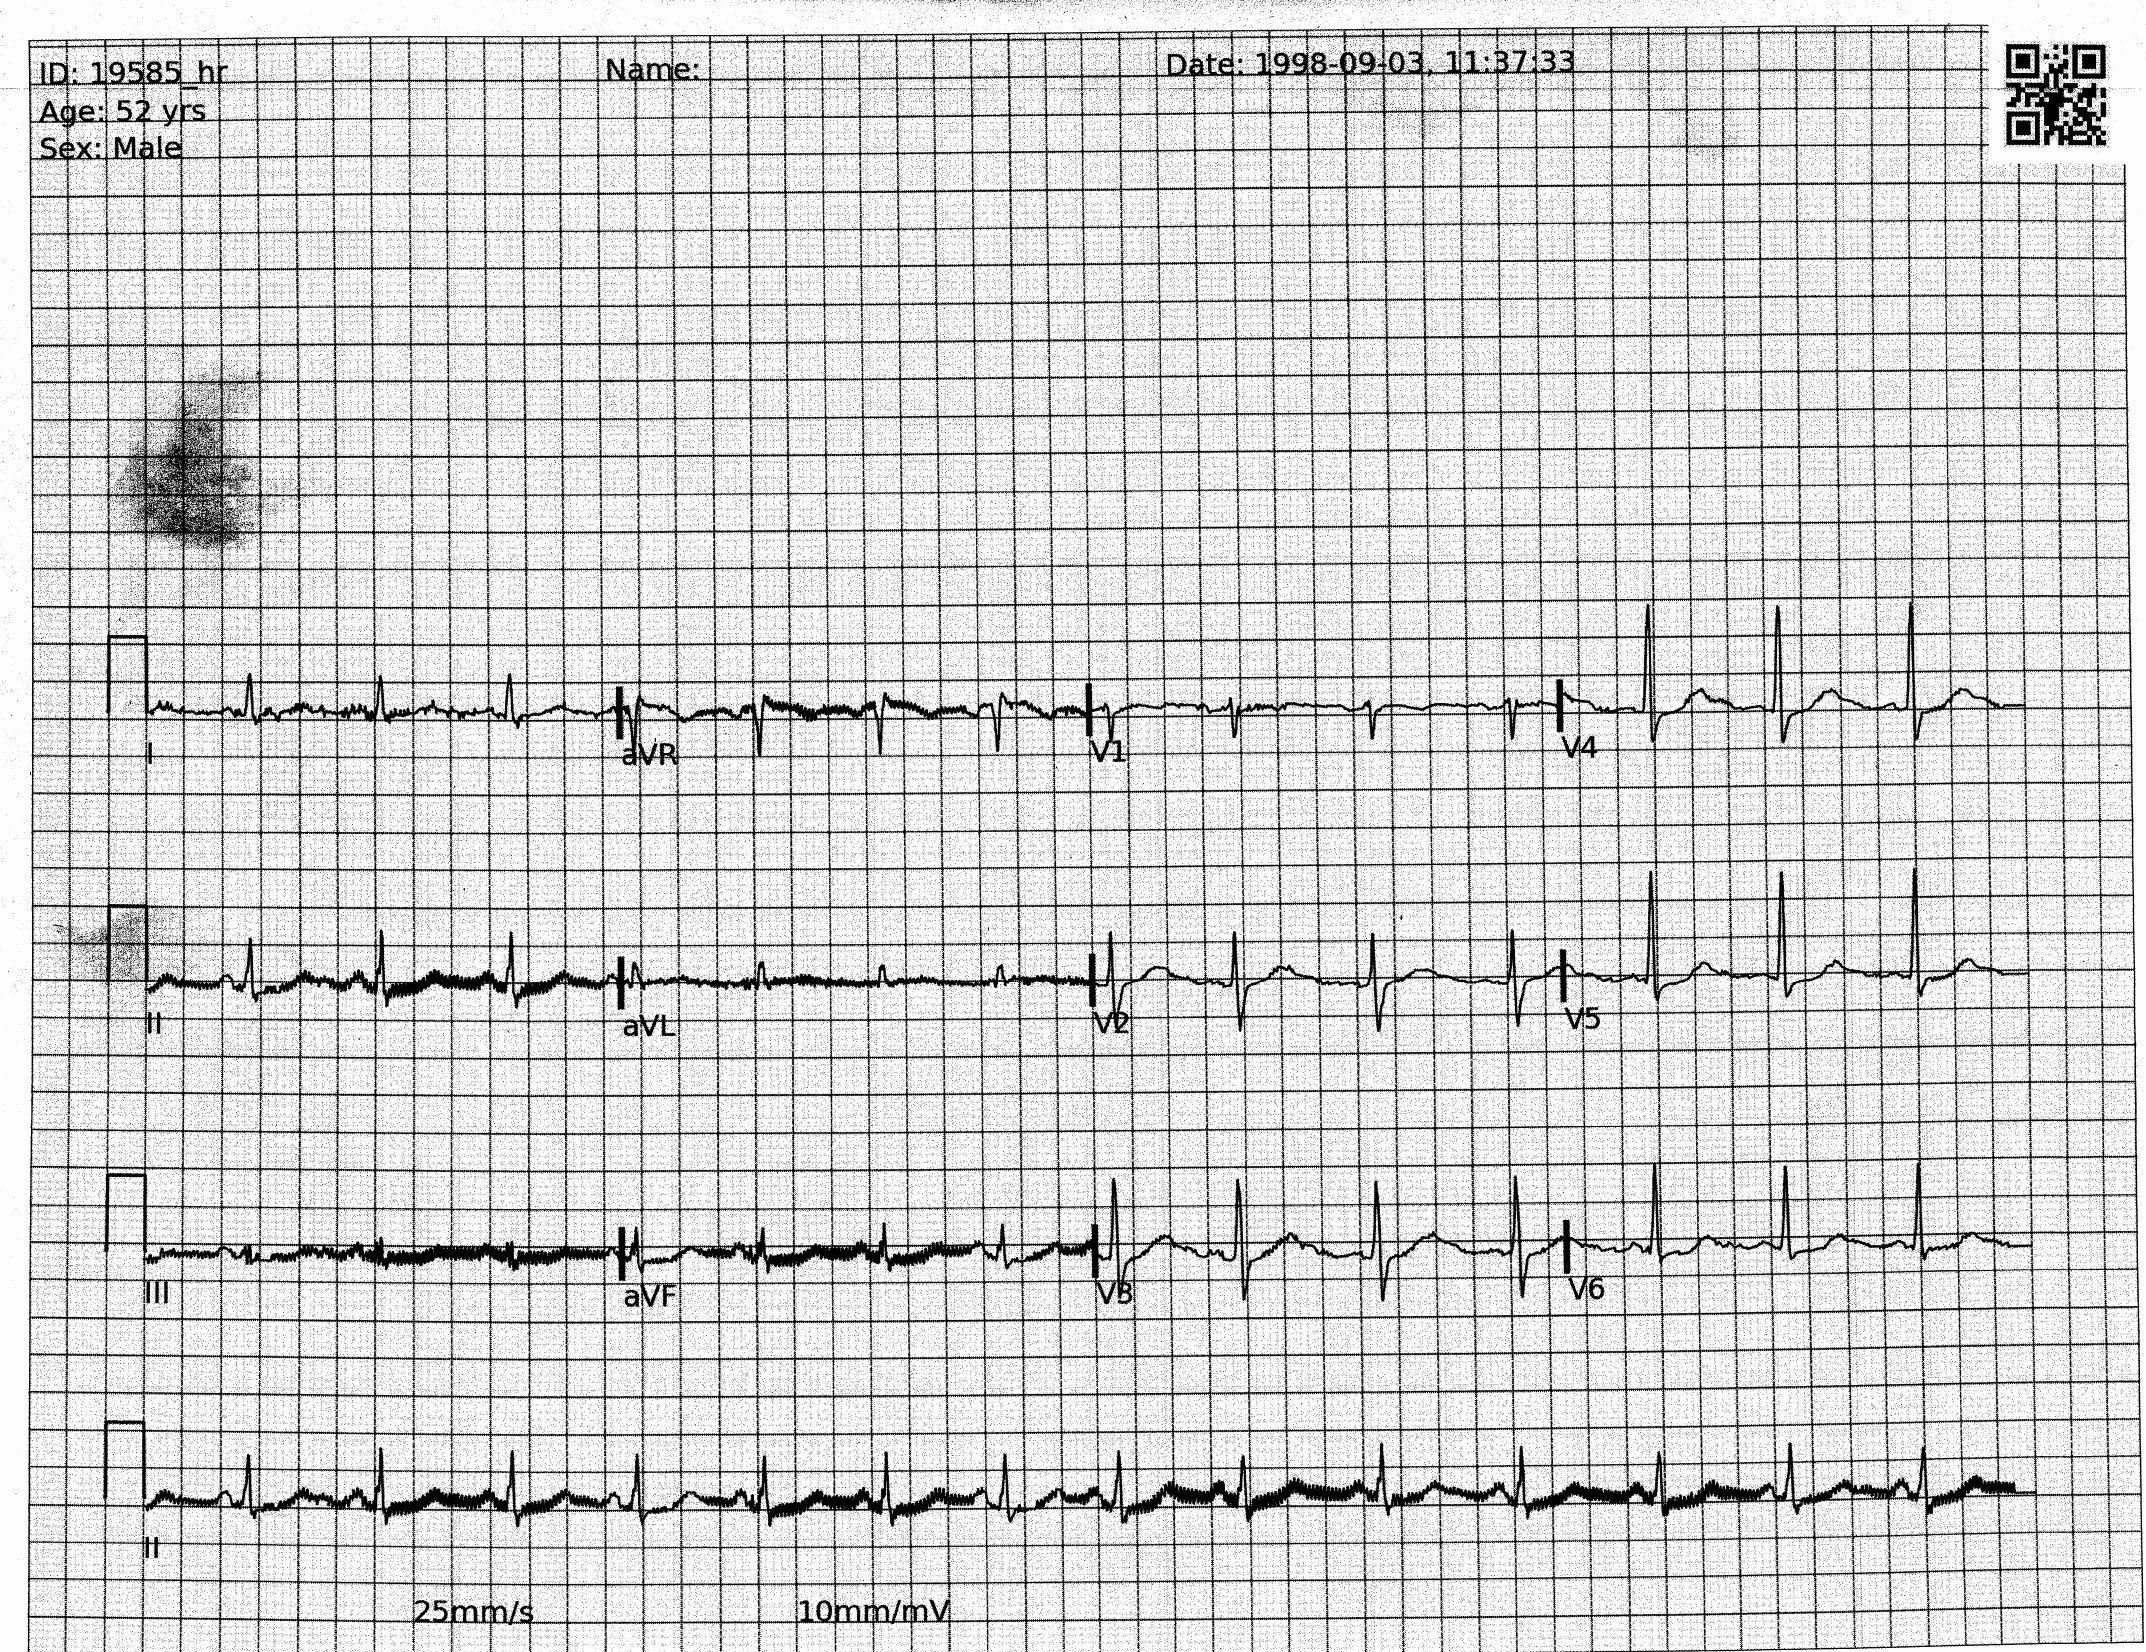 ID: 19585_hr
Name:
Date: 1998-09-03, 11:37:33
Age: 52 yrs
Sex: Male
I
aVR
V1
V4
II
aVL
V2
V5
III
aVF
V3
V6
II
25mm/s
10mm/mV